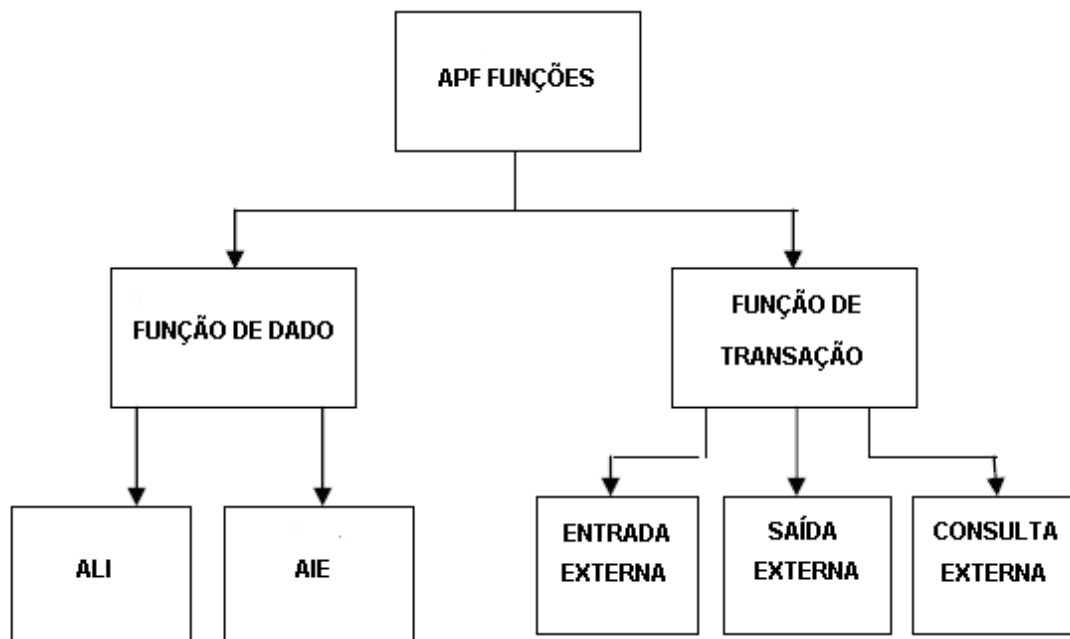 APF FUNÇÕES
FUNÇÃO DE DADO
FUNÇÃO DE
TRANSAÇÃO
ALI
AIE
ENTRADA
EXTERNA
SAÍDA
EXTERNA
CONSULTA
EXTERNA